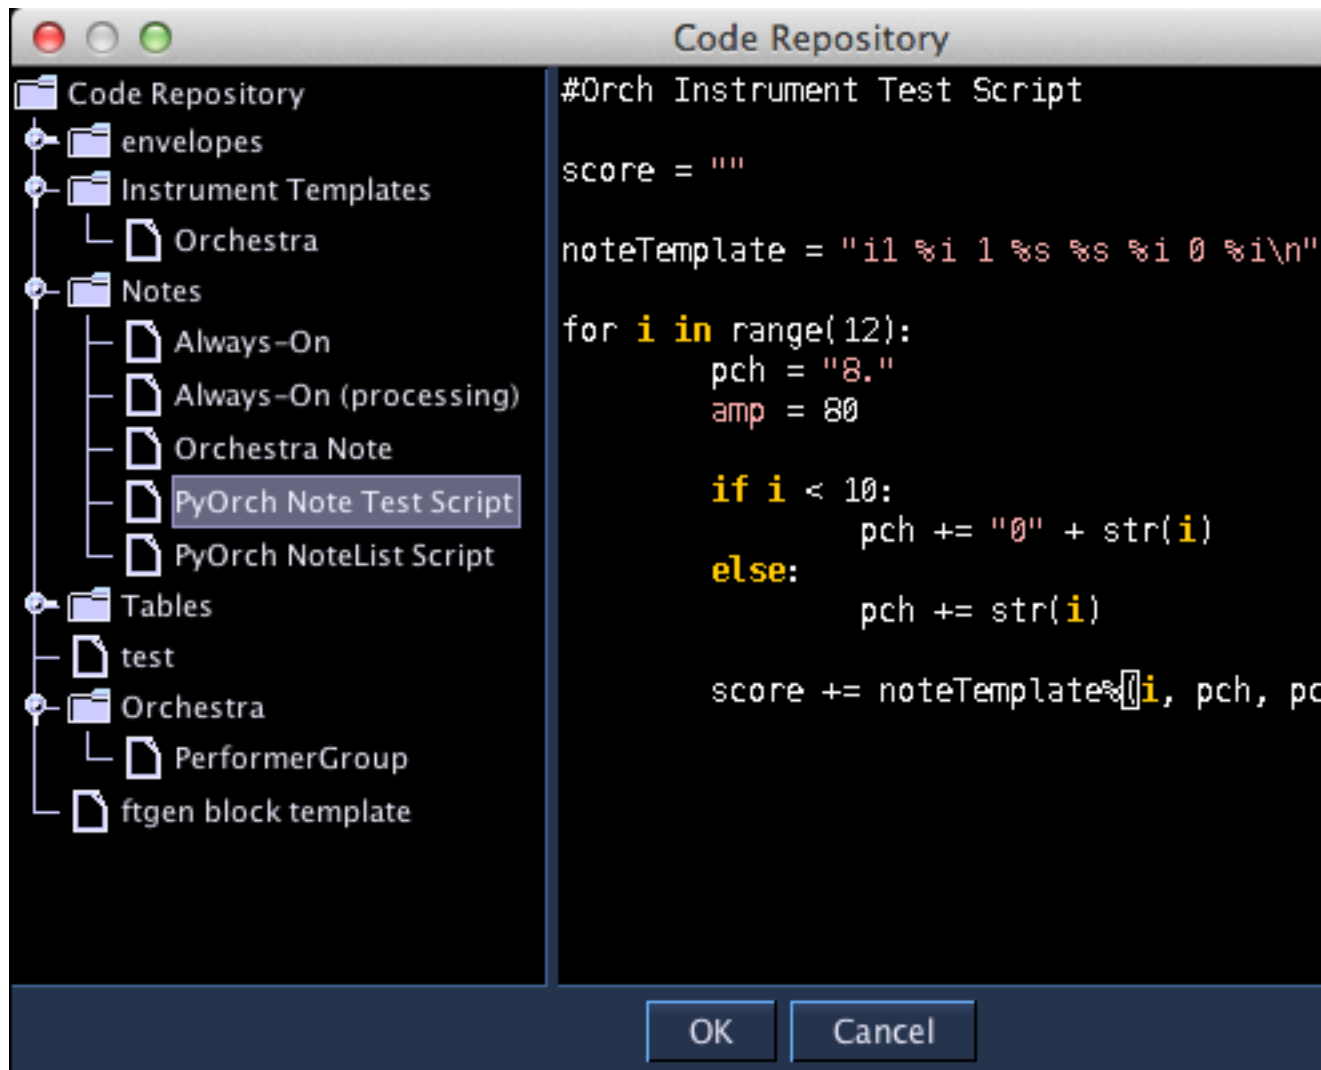 Code Repository
Code Repository
envelopes
Instrument Templates
Orchestra
Notes
Always-On
Always-On (processing)
Orchestra Note
PyOrch Note Test Script
PyOrch NoteList Script
Tables
test
Orchestra
PerformerGroup
ftgen block template
#Orch Instrument Test Script
score = ""
noteTemplate = "i1 %i 1 %s %s %i 0 %i\n"
for i in range(12):
pch = "8."
amp = 80
if i < 10:
pch += "0" + str(i)
else:
pch += str(i)
score += noteTemplate%(i, pch,
OK
Cancel